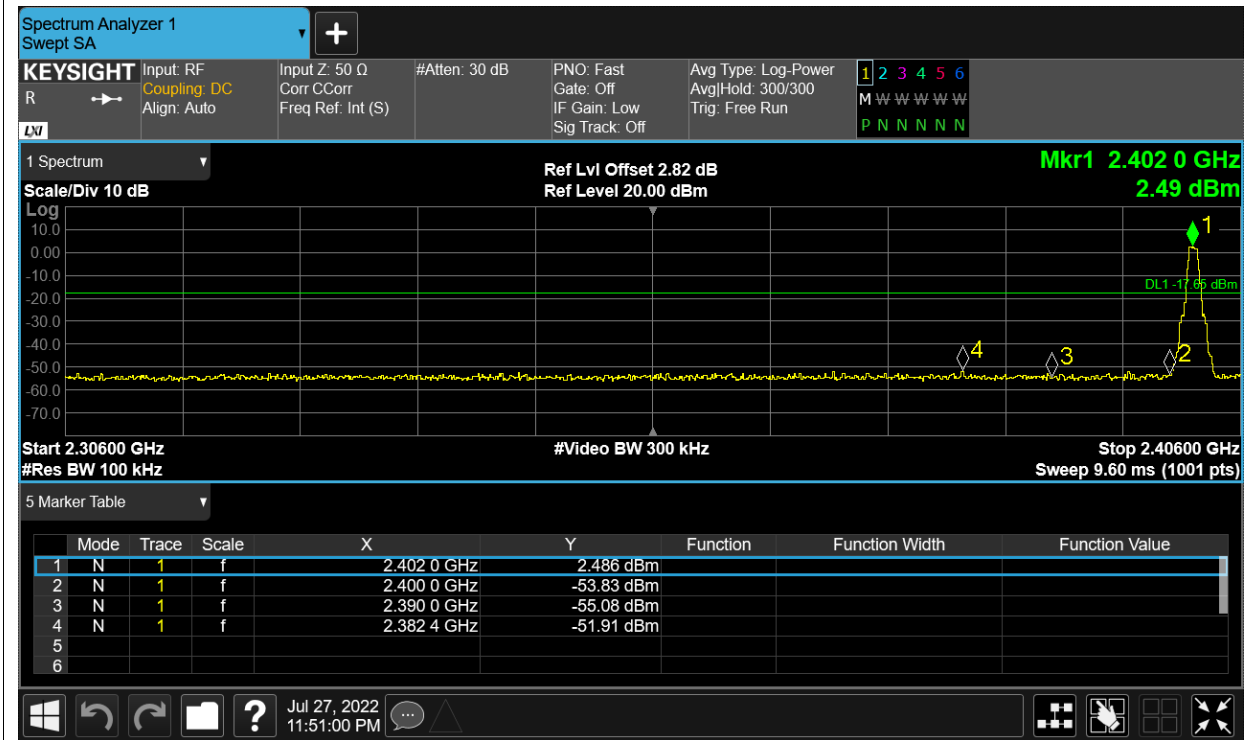 Spectrum Analyzer 1
Swept SA
KEYSIGHT
R
LXI
Input: RF
Coupling: DC
Align: Auto
Input Z: 50 Ω
Corr CCorr
Freq Ref: Int (S)
#Atten: 30 dB
PNO: Fast
Gate: Off
IF Gain: Low
Sig Track: Off
Avg Type: Log-Power
Avg|Hold: 300/300
Trig: Free Run
1 2 3 4 5 6
M W W W W W
P N N N N N
1 Spectrum
Scale/Div 10 dB
Ref Lvl Offset 2.82 dB
Ref Level 20.00 dBm
Mkr1 2.402 0 GHz
2.49 dBm
Log
10.0
0.00
-10.0
-20.0
-30.0
-40.0
-50.0
-60.0
-70.0
1
DL1 -17.65 dBm
4
3
2
Start 2.30600 GHz
#Video BW 300 kHz
Stop 2.40600 GHz
#Res BW 100 kHz
Sweep 9.60 ms (1001 pts)
5 Marker Table
Mode Trace Scale X Y Function Function Width Function Value
1 N 1 f 2.402 0 GHz 2.486 dBm
2 N 1 f 2.400 0 GHz -53.83 dBm
3 N 1 f 2.390 0 GHz -55.08 dBm
4 N 1 f 2.382 4 GHz -51.91 dBm
5
6
?
Jul 27, 2022
11:51:00 PM